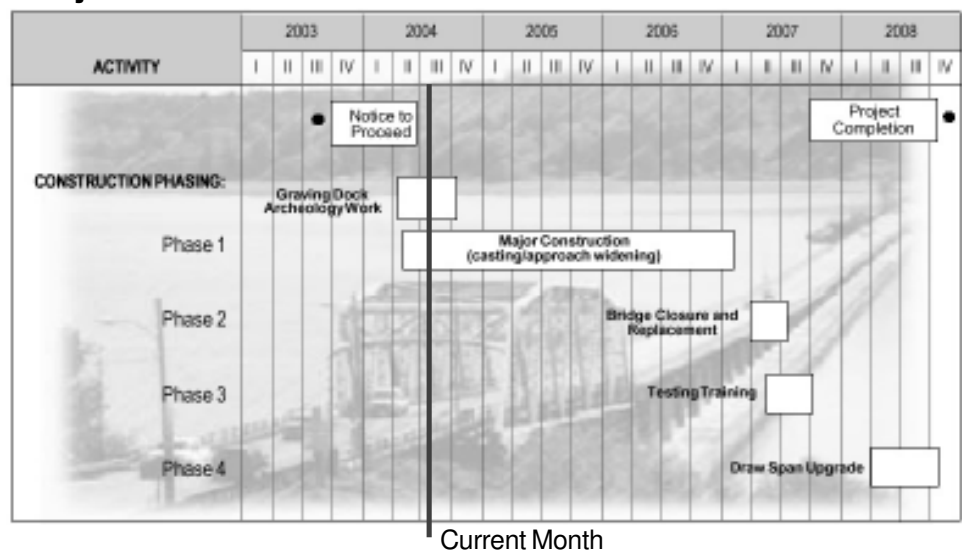 2003 2004 2005 2006 2007 2008
ACTIVITY I II III IV I II III IV I II III IV I II III IV I II III IV I II III IV
Notice to
Proceed
Project
Completion
CONSTRUCTION PHASING:
Graving Dock
Archeology Work
Phase 1
Major Construction
(casting/approach widening)
Phase 2
Bridge Closure and
Replacement
Phase 3
Testing Training
Phase 4
Draw Span Upgrade
Current Month